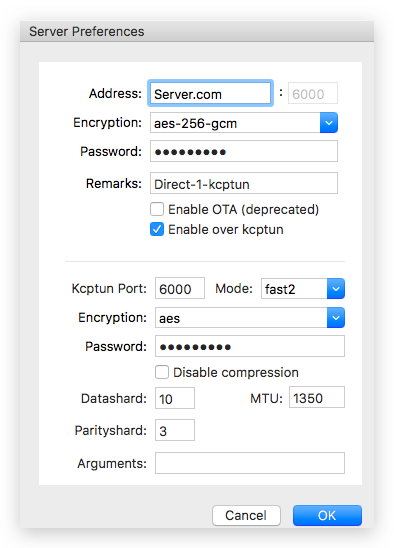 Server Preferences
Address: Server.com : 6000
Encryption: aes-256-gcm
Password: ●●●●●●●●●
Remarks: Direct-1-kcptun
Enable OTA (deprecated)
Enable over kcptun
Kcptun Port: 6000 Mode: fast2
Encryption: aes
Password: ●●●●●●●●●
Disable compression
Datashard: 10 MTU: 1350
Parityshard: 3
Arguments:
Cancel OK